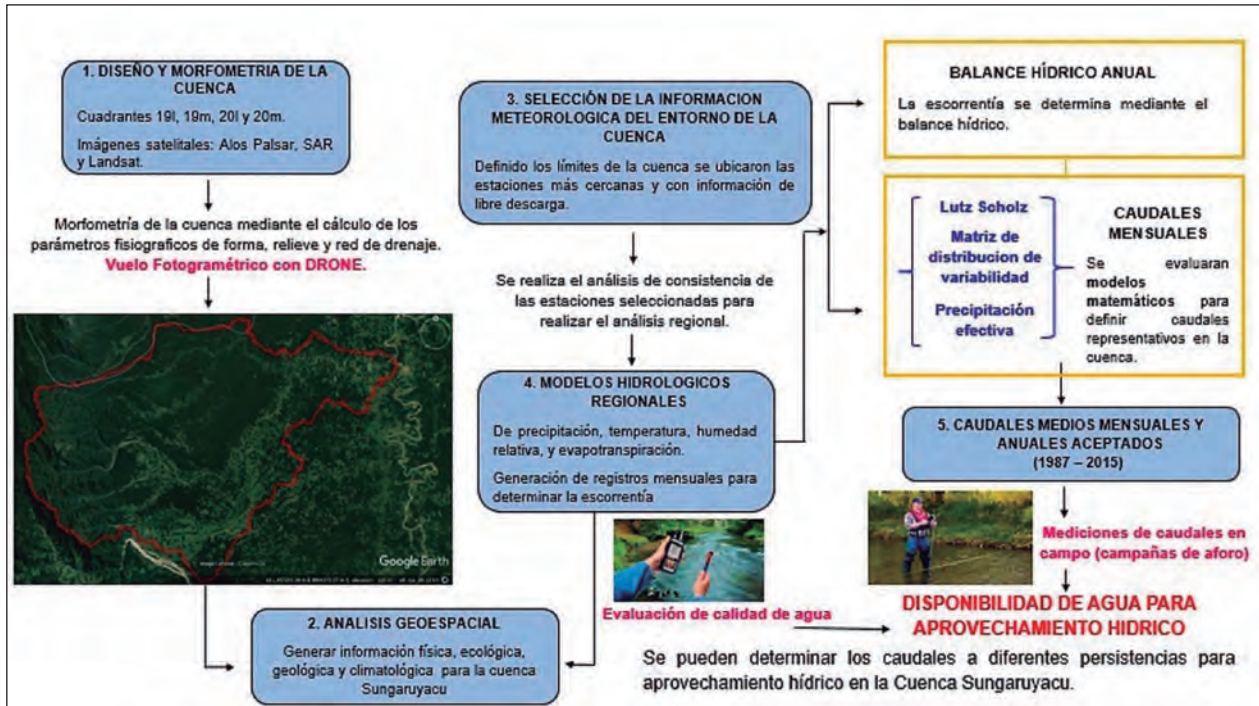 1. DISEÑO Y MORFOMETRIA DE LA
CUENCA
Cuadrantes 19l, 19m, 20l y 20m.
Imágenes satelitales: Alos Palsar, SAR
y Landsat.
Morfometría de la cuenca mediante el cálculo de los
parámetros fisiograficos de forma, relieve y red de drenaje.
Vuelo Fotogramétrico con DRONE.
Google Earth
2. ANALISIS GEOESPACIAL
Generar información física, ecológica,
geológica y climatológica para la cuenca
Sungaruyacu
3. SELECCIÓN DE LA INFORMACION
METEOROLOGICA DEL ENTORNO DE LA
CUENCA
Definido los límites de la cuenca se ubicaron las
estaciones más cercanas y con información de
libre descarga.
Se realiza el análisis de consistencia de
las estaciones seleccionadas para
realizar el análisis regional.
4. MODELOS HIDROLOGICOS
REGIONALES
De precipitación, temperatura, humedad
relativa, y evapotranspiración.
Generación de registros mensuales para
determinar la escorrentía
Evaluación de calidad de agua
BALANCE HÍDRICO ANUAL
La escorrentía se determina mediante el
balance hídrico.
Lutz Scholz
Matriz de
distribucion de
variabilidad
Precipitación
efectiva
CAUDALES
MENSUALES
Se evaluaran
modelos
matemáticos para
definir caudales
representativos en la
cuenca.
5. CAUDALES MEDIOS MENSUALES Y
ANUALES ACEPTADOS
(1987 – 2015)
Mediciones de caudales en
campo (campañas de aforo)
DISPONIBILIDAD DE AGUA PARA
APROVECHAMIENTO HIDRICO
Se pueden determinar los caudales a diferentes persistencias para
aprovechamiento hídrico en la Cuenca Sungaruyacu.